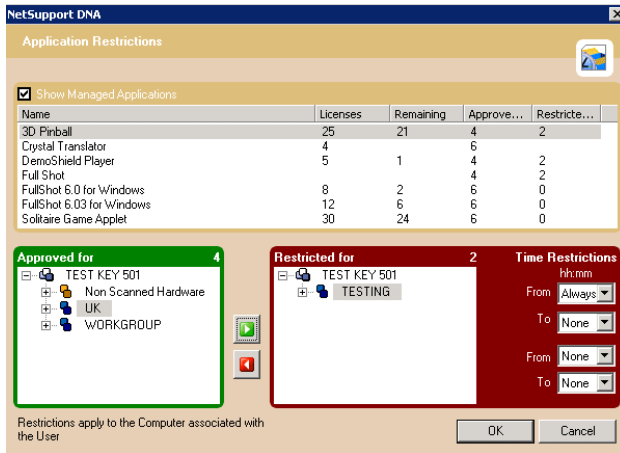 NetSupport DNA
Application Restrictions
Show Managed Applications
Name Licenses Remaining Approve... Restricte...
3D Pinball 25 21 4 2
Crystal Translator 4 6
DemoShield Player 5 1 4 2
Full Shot 4 2
FullShot 6.0 for Windows 8 2 6 0
FullShot 6.03 for Windows 12 6 6 0
Solitaire Game Applet 30 24 6 0
Approved for 4
TEST KEY 501
Non Scanned Hardware
UK
WORKGROUP
Restricted for 2
TEST KEY 501
TESTING
Time Restrictions
hh:mm
From Always
To None
From None
To None
Restrictions apply to the Computer associated with
the User
OK Cancel